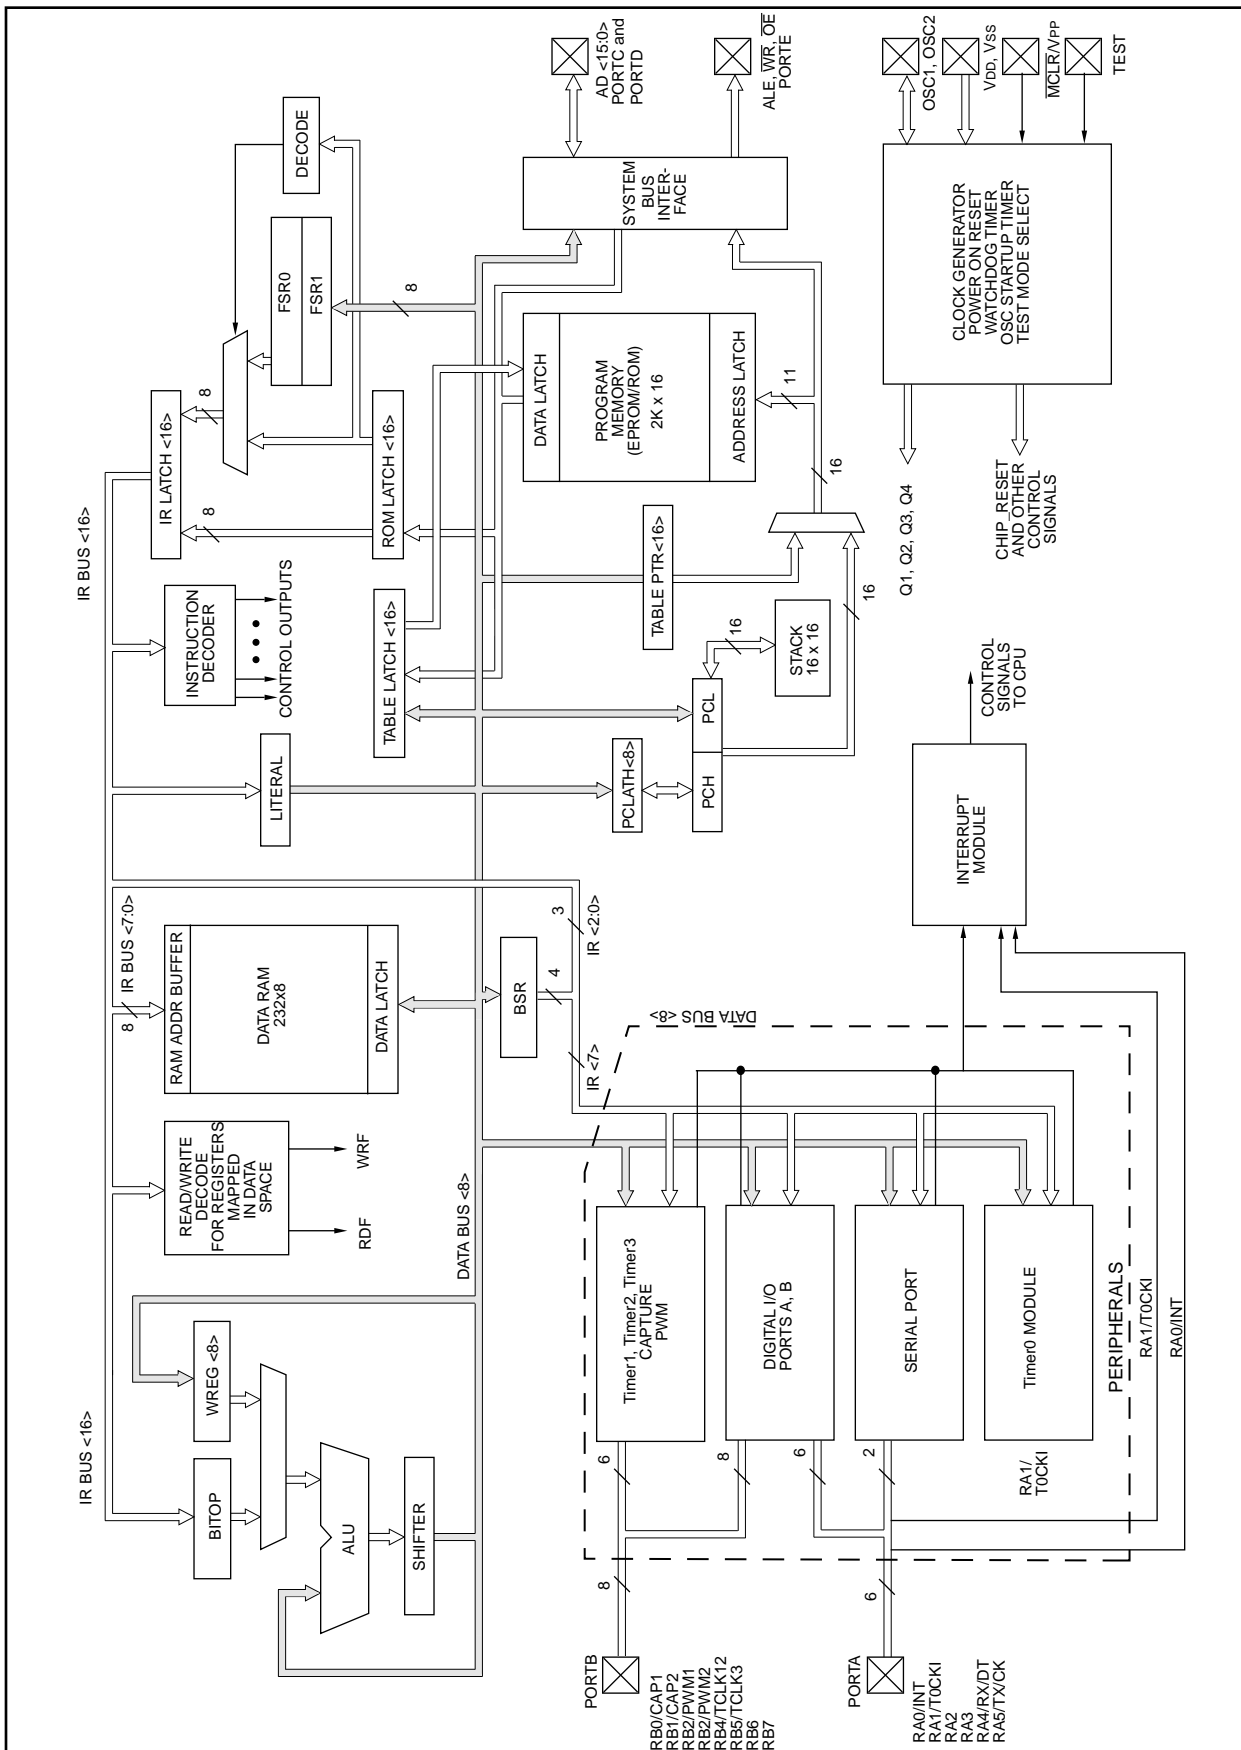 IR BUS <16>
IR BUS <16>
BITOP
WREG <8>
ALU
SHIFTER
READ/WRITE
DECODE
FOR REGISTERS
MAPPED
IN DATA
SPACE
RDF
WRF
IR BUS <7:0>
8
RAM ADDR BUFFER
DATA RAM
232x8
DATA LATCH
LITERAL
INSTRUCTION
DECODER
CONTROL OUTPUTS
IR LATCH <16>
8
8
FSR0
FSR1
8
DECODE
ROM LATCH <16>
TABLE LATCH <16>
DATA BUS <8>
BSR
4
3
IR <2:0>
IR <7>
PCLATH<8>
PCH
PCL
16
STACK
16 x 16
TABLE PTR<16>
16
16
11
DATA LATCH
PROGRAM
MEMORY
(EPROM/ROM)
2K x 16
ADDRESS LATCH
SYSTEM
BUS
INTER-
FACE
AD <15:0>
PORTC and
PORTD
ALE, WR, OE
PORTE
DATA BUS <8>
Timer1, Timer2, Timer3
CAPTURE
PWM
DIGITAL I/O
PORTS A, B
SERIAL PORT
Timer0 MODULE
RA1/
T0CKI
PERIPHERALS
6
8
6
2
8
6
PORTB
RB0/CAP1
RB1/CAP2
RB2/PWM1
RB2/PWM2
RB4/TCLK12
RB5/TCLK3
RB6
RB7
PORTA
RA0/INT
RA1/T0CKI
RA2
RA3
RA4/RX/DT
RA5/TX/CK
RA1/T0CKI
RA0/INT
INTERRUPT
MODULE
CONTROL
SIGNALS
TO CPU
Q1, Q2, Q3, Q4
CHIP_RESET
AND OTHER
CONTROL
SIGNALS
CLOCK GENERATOR
POWER ON RESET
WATCHDOG TIMER
OSC STARTUP TIMER
TEST MODE SELECT
OSC1, OSC2
VDD, VSS
MCLR/VPP
TEST